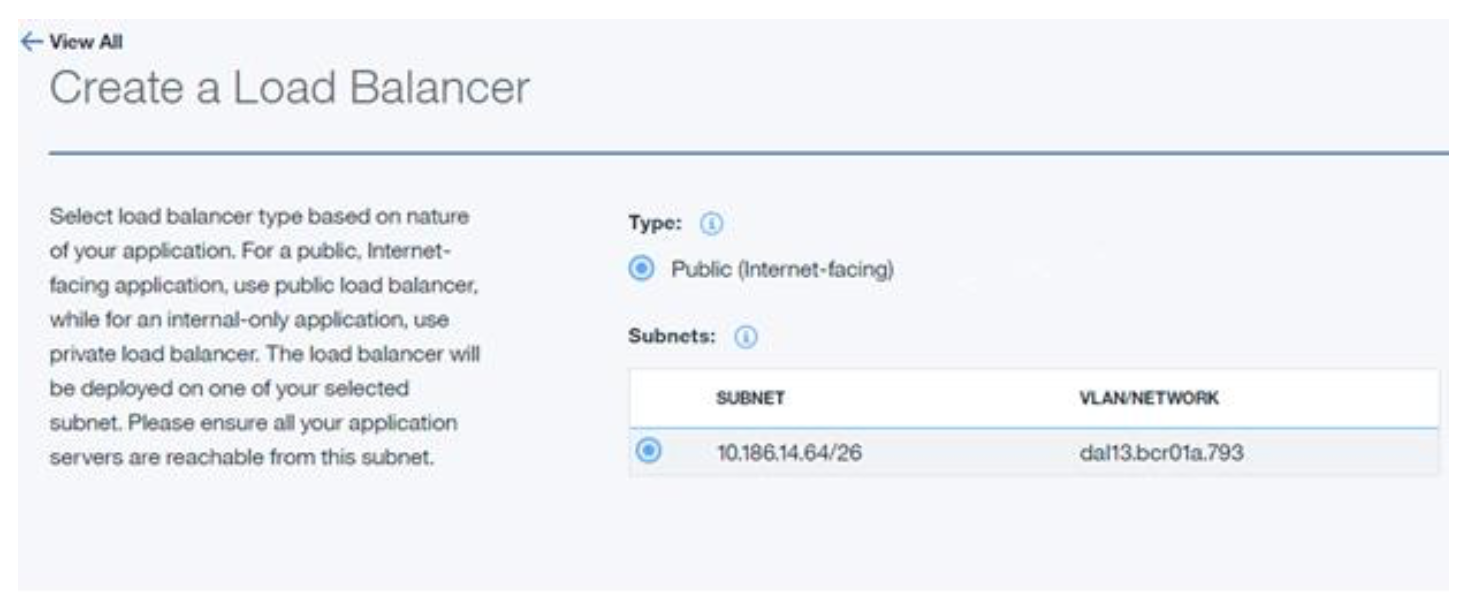 ← View All
Create a Load Balancer
Select load balancer type based on nature
of your application. For a public, Internet-
facing application, use public load balancer,
while for an internal-only application, use
private load balancer. The load balancer will
be deployed on one of your selected
subnet. Please ensure all your application
servers are reachable from this subnet.
Type:
Public (Internet-facing)
Subnets:
SUBNET VLAN/NETWORK
10.186.14.64/26 dal13.bcr01a.793